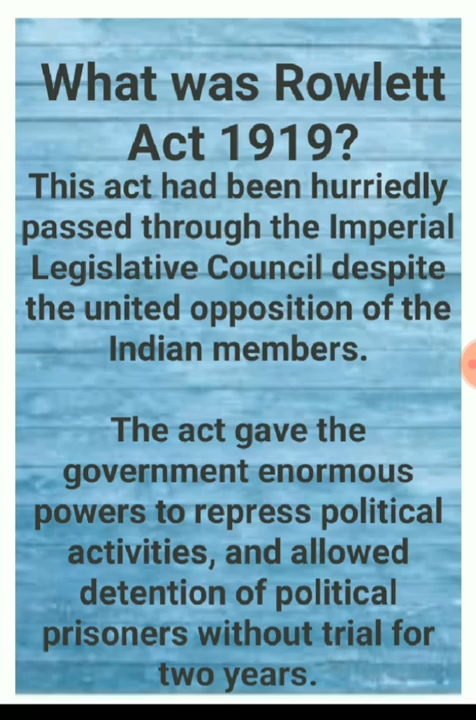 What was Rowlett
Act 1919?
This act had been hurriedly
passed through the Imperial
Legislative Council despite
the united opposition of the
Indian members.
The act gave the
government enormous
powers to repress political
activities, and allowed
detention of political
prisoners without trial for
two years.